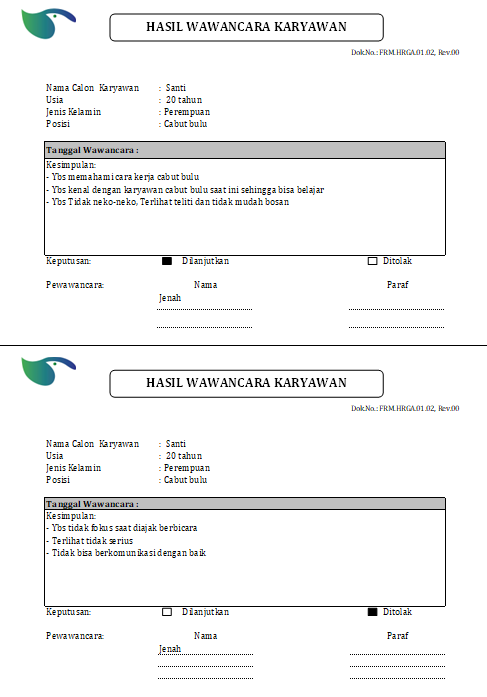 HASIL WAWANCARA KARYAWAN
Dok.No.: FRM.HRGA.01.02, Rev.00
Nama Calon Karyawan : Santi
Usia : 20 tahun
Jenis Kelamin : Perempuan
Posisi : Cabut bulu
Tanggal Wawancara :
Kesimpulan:
- Ybs memahami cara kerja cabut bulu
- Ybs kenal dengan karyawan cabut bulu saat ini sehingga bisa belajar
- Ybs Tidak neko-neko, Terlihat teliti dan tidak mudah bosan
Keputusan: Dilanjutkan Ditolak
Pewawancara: Nama Paraf
Jenah
HASIL WAWANCARA KARYAWAN
Dok.No.: FRM.HRGA.01.02, Rev.00
Nama Calon Karyawan : Santi
Usia : 20 tahun
Jenis Kelamin : Perempuan
Posisi : Cabut bulu
Tanggal Wawancara :
Kesimpulan:
- Ybs tidak fokus saat diajak berbicara
- Terlihat tidak serius
- Tidak bisa berkomunikasi dengan baik
Keputusan: Dilanjutkan Ditolak
Pewawancara: Nama Paraf
Jenah